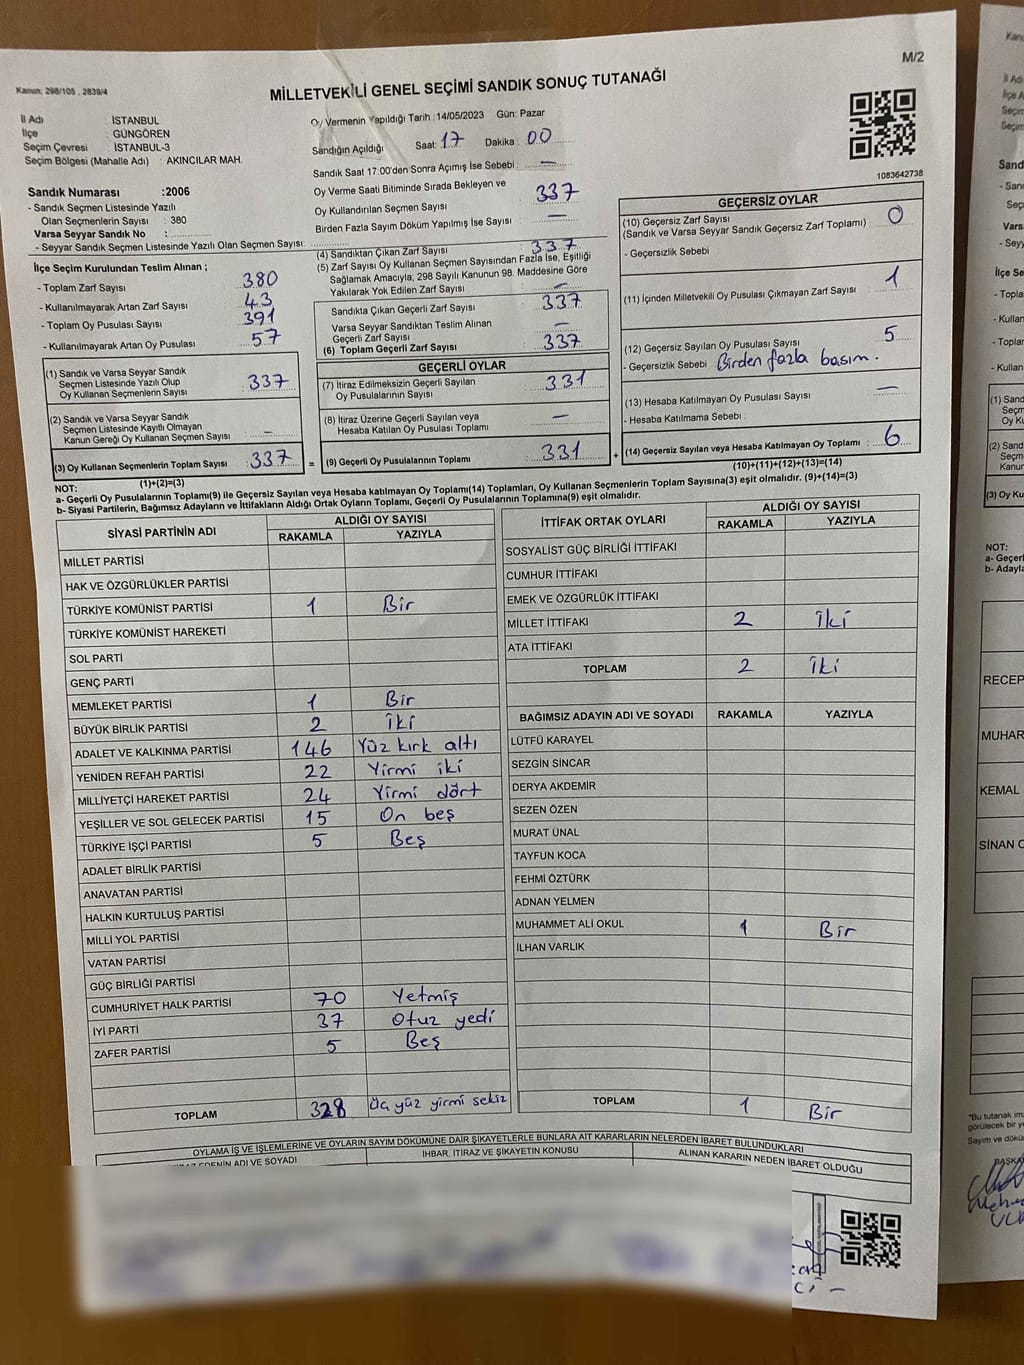 M/2
Kanun; 298/105 , 2839/4
MİLLETVEKİLİ GENEL SEÇİMİ SANDIK SONUÇ TUTANAĞI
İl Adı : İSTANBUL
İlçe : GÜNGÖREN
Seçim Çevresi : İSTANBUL-3
Seçim Bölgesi (Mahalle Adı) : AKINCILAR MAH.
Oy Vermenin Yapıldığı Tarih :14/05/2023 Gün: Pazar
Sandığın Açıldığı Saat: 17 Dakika : 00
Sandık Saat 17:00'den Sonra Açımış İse Sebebi : —
Oy Verme Saati Bitiminde Sırada Bekleyen ve
Oy Kullandırılan Seçmen Sayısı : 337
Birden Fazla Sayım Döküm Yapılmış İse Sayısı : —
1083642738
Sandık Numarası :2006
- Sandık Seçmen Listesinde Yazılı
Olan Seçmenlerin Sayısı : 380
Varsa Seyyar Sandık No :
- Seyyar Sandık Seçmen Listesinde Yazılı Olan Seçmen Sayısı:
İlçe Seçim Kurulundan Teslim Alınan ;
- Toplam Zarf Sayısı : 380
- Kullanılmayarak Artan Zarf Sayısı : 43
- Toplam Oy Pusulası Sayısı : 391
- Kullanılmayarak Artan Oy Pusulası : 57
(1) Sandık ve Varsa Seyyar Sandık
Seçmen Listesinde Yazılı Olup
Oy Kullanan Seçmenlerin Sayısı : 337
(2) Sandık ve Varsa Seyyar Sandık
Seçmen Listesinde Kayıtlı Olmayan
Kanun Gereği Oy Kullanan Seçmen Sayısı : —
(3) Oy Kullanan Seçmenlerin Toplam Sayısı : 337
(1)+(2)=(3)
(4) Sandıktan Çıkan Zarf Sayısı : 337
(5) Zarf Sayısı Oy Kullanan Seçmen Sayısından Fazla İse, Eşitliği
Sağlamak Amacıyla, 298 Sayılı Kanunun 98. Maddesine Göre
Yakılarak Yok Edilen Zarf Sayısı : —
Sandıkta Çıkan Geçerli Zarf Sayısı : 337
Varsa Seyyar Sandıktan Teslim Alınan
Geçerli Zarf Sayısı : —
(6) Toplam Geçerli Zarf Sayısı : 337
GEÇERLİ OYLAR
(7) İtiraz Edilmeksizin Geçerli Sayılan
Oy Pusulalarının Sayısı : 331
(8) İtiraz Üzerine Geçerli Sayılan veya
Hesaba Katılan Oy Pusulası Toplamı : —
= (9) Geçerli Oy Pusulalarının Toplamı : 331 +
GEÇERSİZ OYLAR
(10) Geçersiz Zarf Sayısı
(Sandık ve Varsa Seyyar Sandık Geçersiz Zarf Toplamı) : 0
- Geçersizlik Sebebi :
(11) İçinden Milletvekili Oy Pusulası Çıkmayan Zarf Sayısı : 1
(12) Geçersiz Sayılan Oy Pusulası Sayısı : 5
- Geçersizlik Sebebi : Birden fazla basım.
(13) Hesaba Katılmayan Oy Pusulası Sayısı : —
- Hesaba Katılmama Sebebi :
(14) Geçersiz Sayılan veya Hesaba Katılmayan Oy Toplamı : 6
(10)+(11)+(12)+(13)=(14)
NOT:
a- Geçerli Oy Pusulalarının Toplamı(9) ile Geçersiz Sayılan veya Hesaba katılmayan Oy Toplamı(14) Toplamları, Oy Kullanan Seçmenlerin Toplam Sayısına(3) eşit olmalıdır. (9)+(14)=(3)
b- Siyasi Partilerin, Bağımsız Adayların ve İttifakların Aldığı Ortak Oyların Toplamı, Geçerli Oy Pusulalarının Toplamına(9) eşit olmalıdır.
SİYASİ PARTİNİN ADI ALDIĞI OY SAYISI
RAKAMLA YAZIYLA
MİLLET PARTİSİ
HAK VE ÖZGÜRLÜKLER PARTİSİ
TÜRKİYE KOMÜNİST PARTİSİ 1 Bir
TÜRKİYE KOMÜNİST HAREKETİ
SOL PARTİ
GENÇ PARTİ
MEMLEKET PARTİSİ 1 Bir
BÜYÜK BİRLİK PARTİSİ 2 İki
ADALET VE KALKINMA PARTİSİ 146 Yüz kırk altı
YENİDEN REFAH PARTİSİ 22 Yirmi iki
MİLLİYETÇİ HAREKET PARTİSİ 24 Yirmi dört
YEŞİLLER VE SOL GELECEK PARTİSİ 15 On beş
TÜRKİYE İŞÇİ PARTİSİ 5 Beş
ADALET BİRLİK PARTİSİ
ANAVATAN PARTİSİ
HALKIN KURTULUŞ PARTİSİ
MİLLİ YOL PARTİSİ
VATAN PARTİSİ
GÜÇ BİRLİĞİ PARTİSİ
CUMHURİYET HALK PARTİSİ 70 Yetmiş
İYİ PARTİ 37 Otuz yedi
ZAFER PARTİSİ 5 Beş
TOPLAM 328 Üç yüz yirmi sekiz
İTTİFAK ORTAK OYLARI ALDIĞI OY SAYISI
RAKAMLA YAZIYLA
SOSYALİST GÜÇ BİRLİĞİ İTTİFAKI
CUMHUR İTTİFAKI
EMEK VE ÖZGÜRLÜK İTTİFAKI
MİLLET İTTİFAKI 2 İki
ATA İTTİFAKI
TOPLAM 2 İki
BAĞIMSIZ ADAYIN ADI VE SOYADI RAKAMLA YAZIYLA
LÜTFÜ KARAYEL
SEZGİN SİNCAR
DERYA AKDEMİR
SEZEN ÖZEN
MURAT ÜNAL
TAYFUN KOCA
FEHMİ ÖZTÜRK
ADNAN YELMEN
MUHAMMET ALİ OKUL 1 Bir
İLHAN VARLIK
TOPLAM 1 Bir
OYLAMA İŞ VE İŞLEMLERİNE VE OYLARIN SAYIM DÖKÜMÜNE DAİR ŞİKAYETLERLE BUNLARA AİT KARARLARIN NELERDEN İBARET BULUNDUKLARI
ADI VE SOYADI
İHBAR, İTİRAZ VE ŞİKAYETİN KONUSU
ALINAN KARARIN NEDEN İBARET OLDUĞU
NOT:
RECEP
MUHAR
KEMAL
SİNAN O